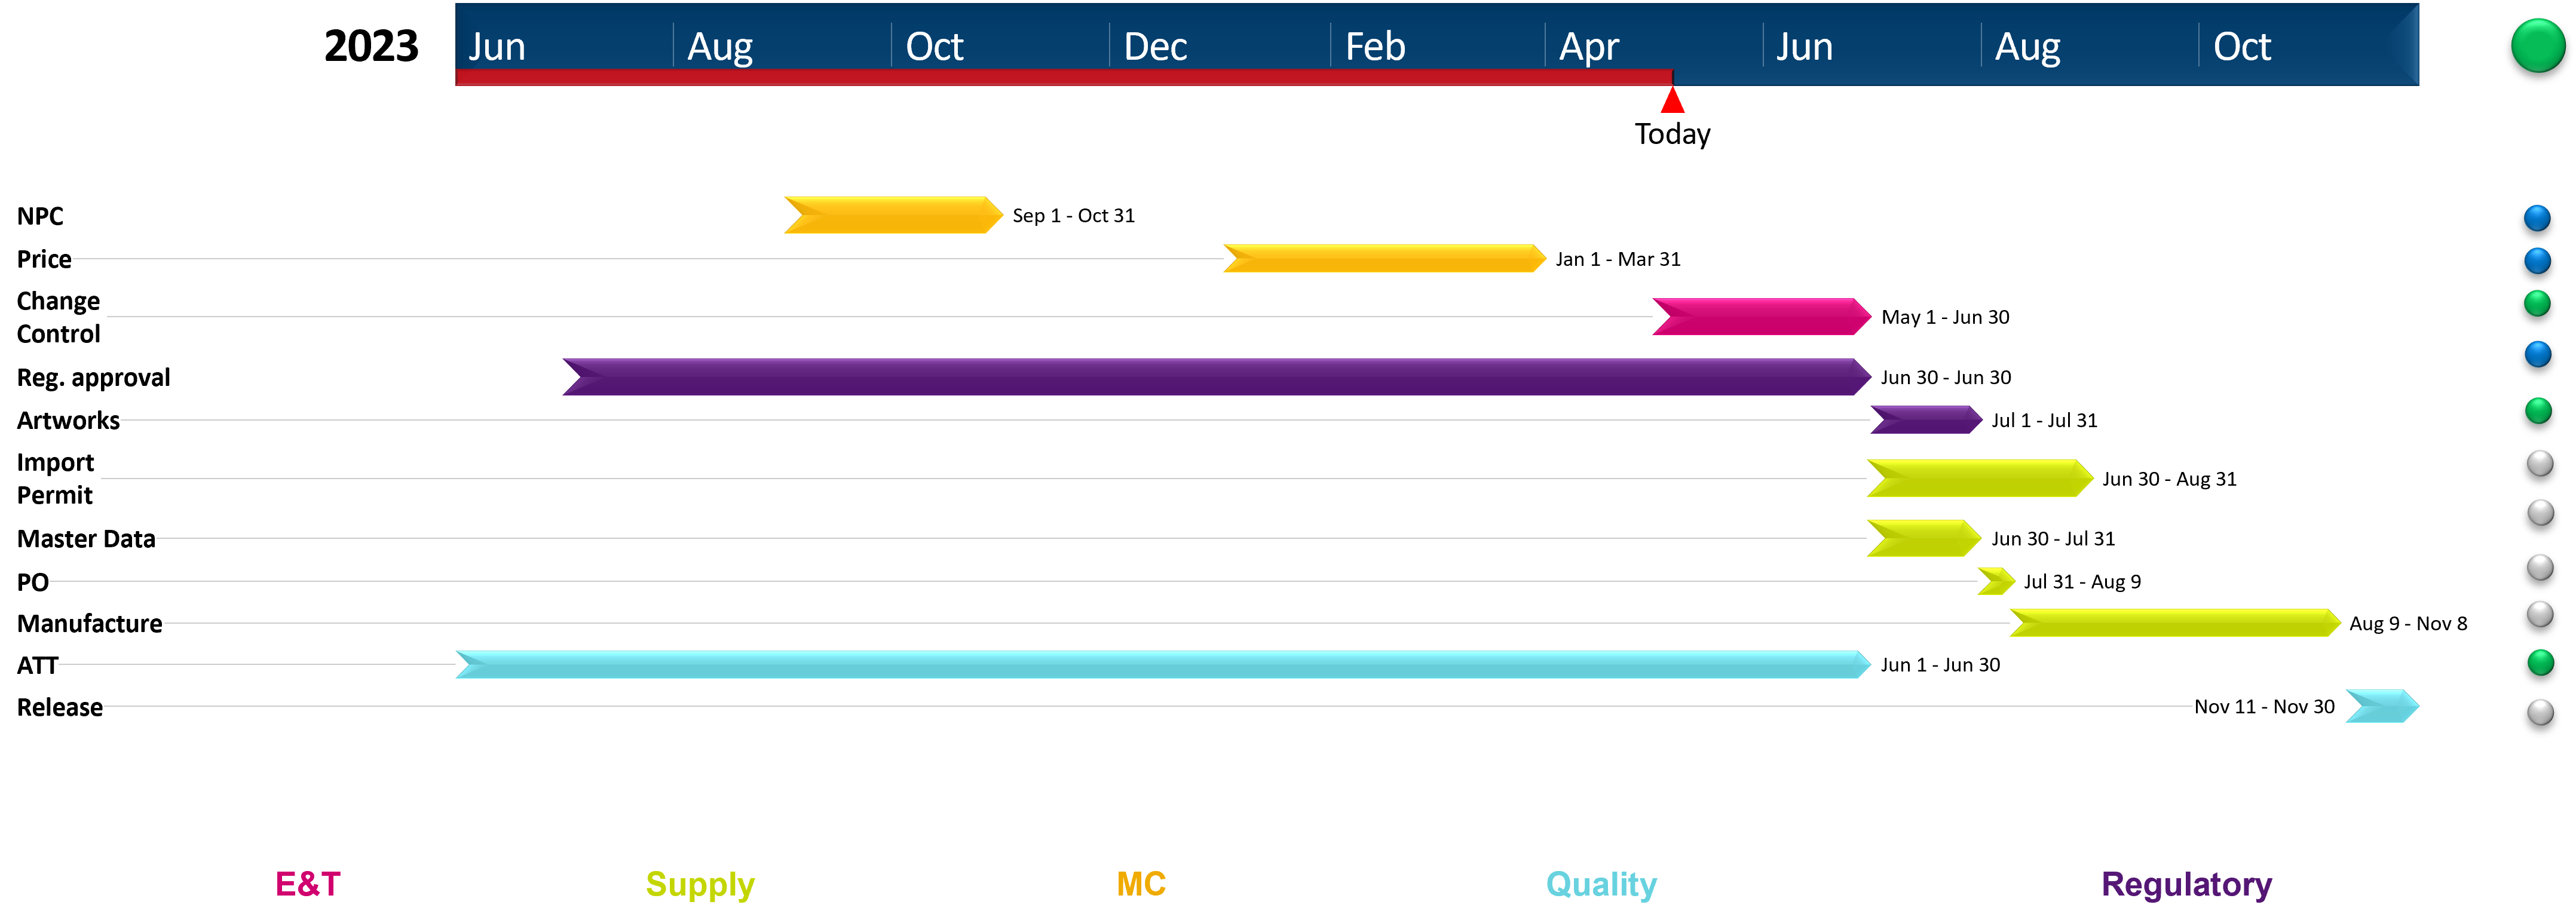 2023 Jun Aug Oct Dec Feb Apr Jun Aug Oct
Today
NPC Sep 1 - Oct 31
Price Jan 1 - Mar 31
Change
Control May 1 - Jun 30
Reg. approval Jun 30 - Jun 30
Artworks Jul 1 - Jul 31
Import
Permit Jun 30 - Aug 31
Master Data Jun 30 - Jul 31
PO Jul 31 - Aug 9
Manufacture Aug 9 - Nov 8
ATT Jun 1 - Jun 30
Release Nov 11 - Nov 30
E&T Supply MC Quality Regulatory